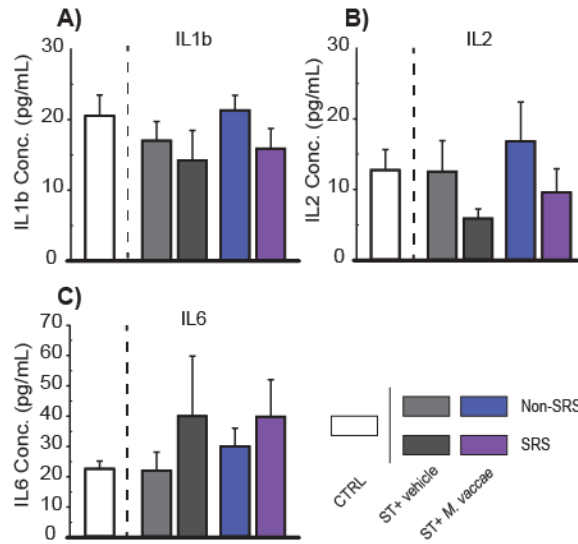 A)
IL1b
IL1b Conc. (pg/mL)
30
20
10
0
B)
IL2
IL2 Conc. (pg/mL)
30
20
10
0
C)
IL6
IL6 Conc. (pg/mL)
70
60
50
40
30
20
10
0
Non-SRS
SRS
CTRL
ST+ vehicle
ST+ M. vaccae